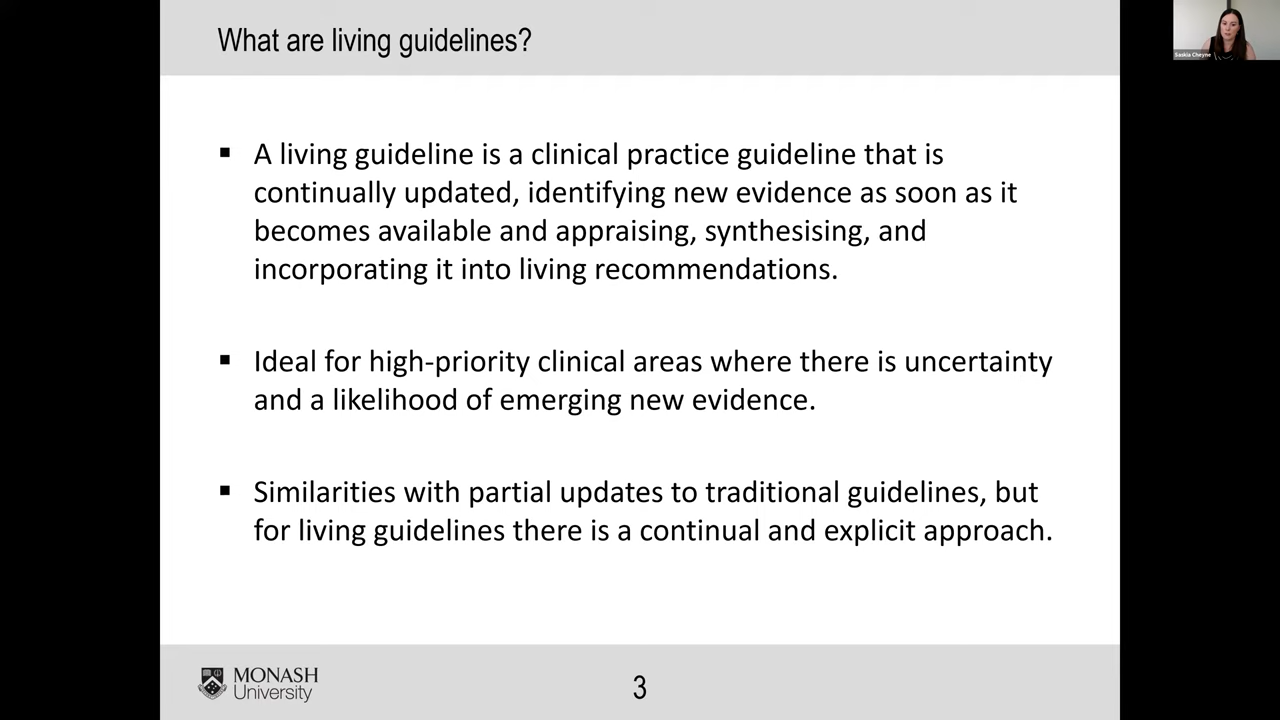 What are living guidelines?
Saskia Cheyne
▪ A living guideline is a clinical practice guideline that is
continually updated, identifying new evidence as soon as it
becomes available and appraising, synthesising, and
incorporating it into living recommendations.
▪ Ideal for high-priority clinical areas where there is uncertainty
and a likelihood of emerging new evidence.
▪ Similarities with partial updates to traditional guidelines, but
for living guidelines there is a continual and explicit approach.
MONASH
University
3